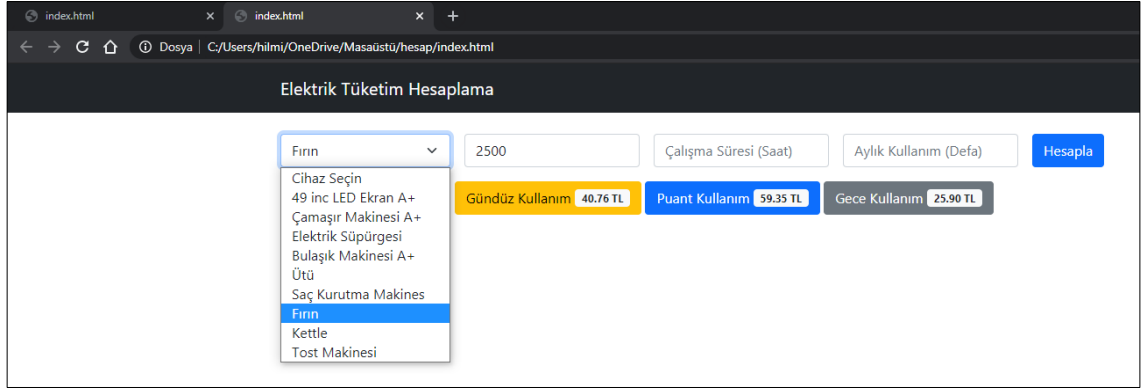 index.html
index.html
Dosya C:/Users/hilmi/OneDrive/Masaüstü/hesap/index.html
Elektrik Tüketim Hesaplama
Fırın 2500 Çalışma Süresi (Saat) Aylık Kullanım (Defa) Hesapla
Gündüz Kullanım 40.76 TL Puant Kullanım 59.35 TL Gece Kullanım 25.90 TL
Cihaz Seçin
49 inc LED Ekran A+
Çamaşır Makinesi A+
Elektrik Süpürgesi
Bulaşık Makinesi A+
Ütü
Saç Kurutma Makines
Fırın
Kettle
Tost Makinesi